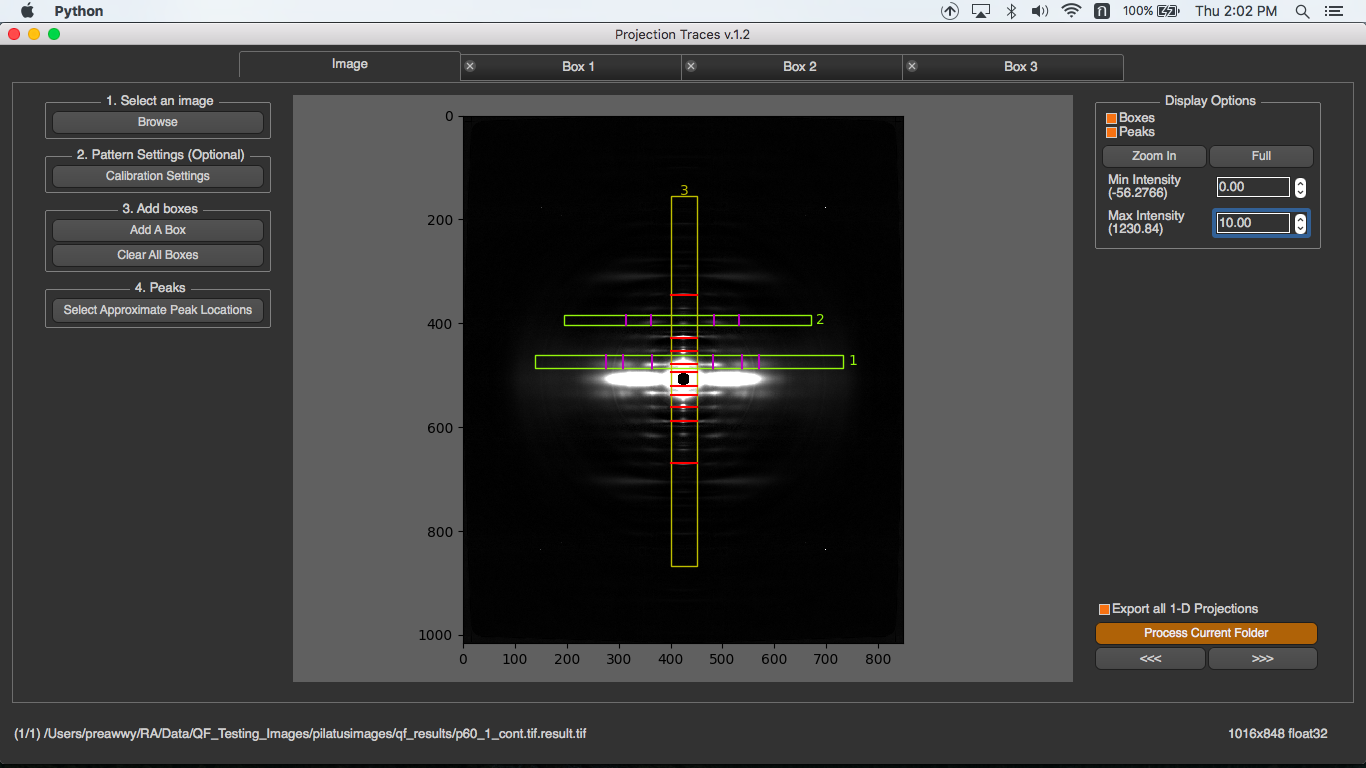 Python
100%
Thu 2:02 PM
Projection Traces v.1.2
Image
Box 1
Box 2
Box 3
1. Select an image
Browse
2. Pattern Settings (Optional)
Calibration Settings
3. Add boxes
Add A Box
Clear All Boxes
4. Peaks
Select Approximate Peak Locations
0
200
400
600
800
1000
0 100 200 300 400 500 600 700 800
3
2
1
Display Options
Boxes
Peaks
Zoom In
Full
Min Intensity
(-56.2766)
0.00
Max Intensity
(1230.84)
10.00
Export all 1-D Projections
Process Current Folder
<<<
>>>
(1/1) /Users/preawwy/RA/Data/QF_Testing_Images/pilatusimages/qf_results/p60_1_cont.tif.result.tif
1016x848 float32